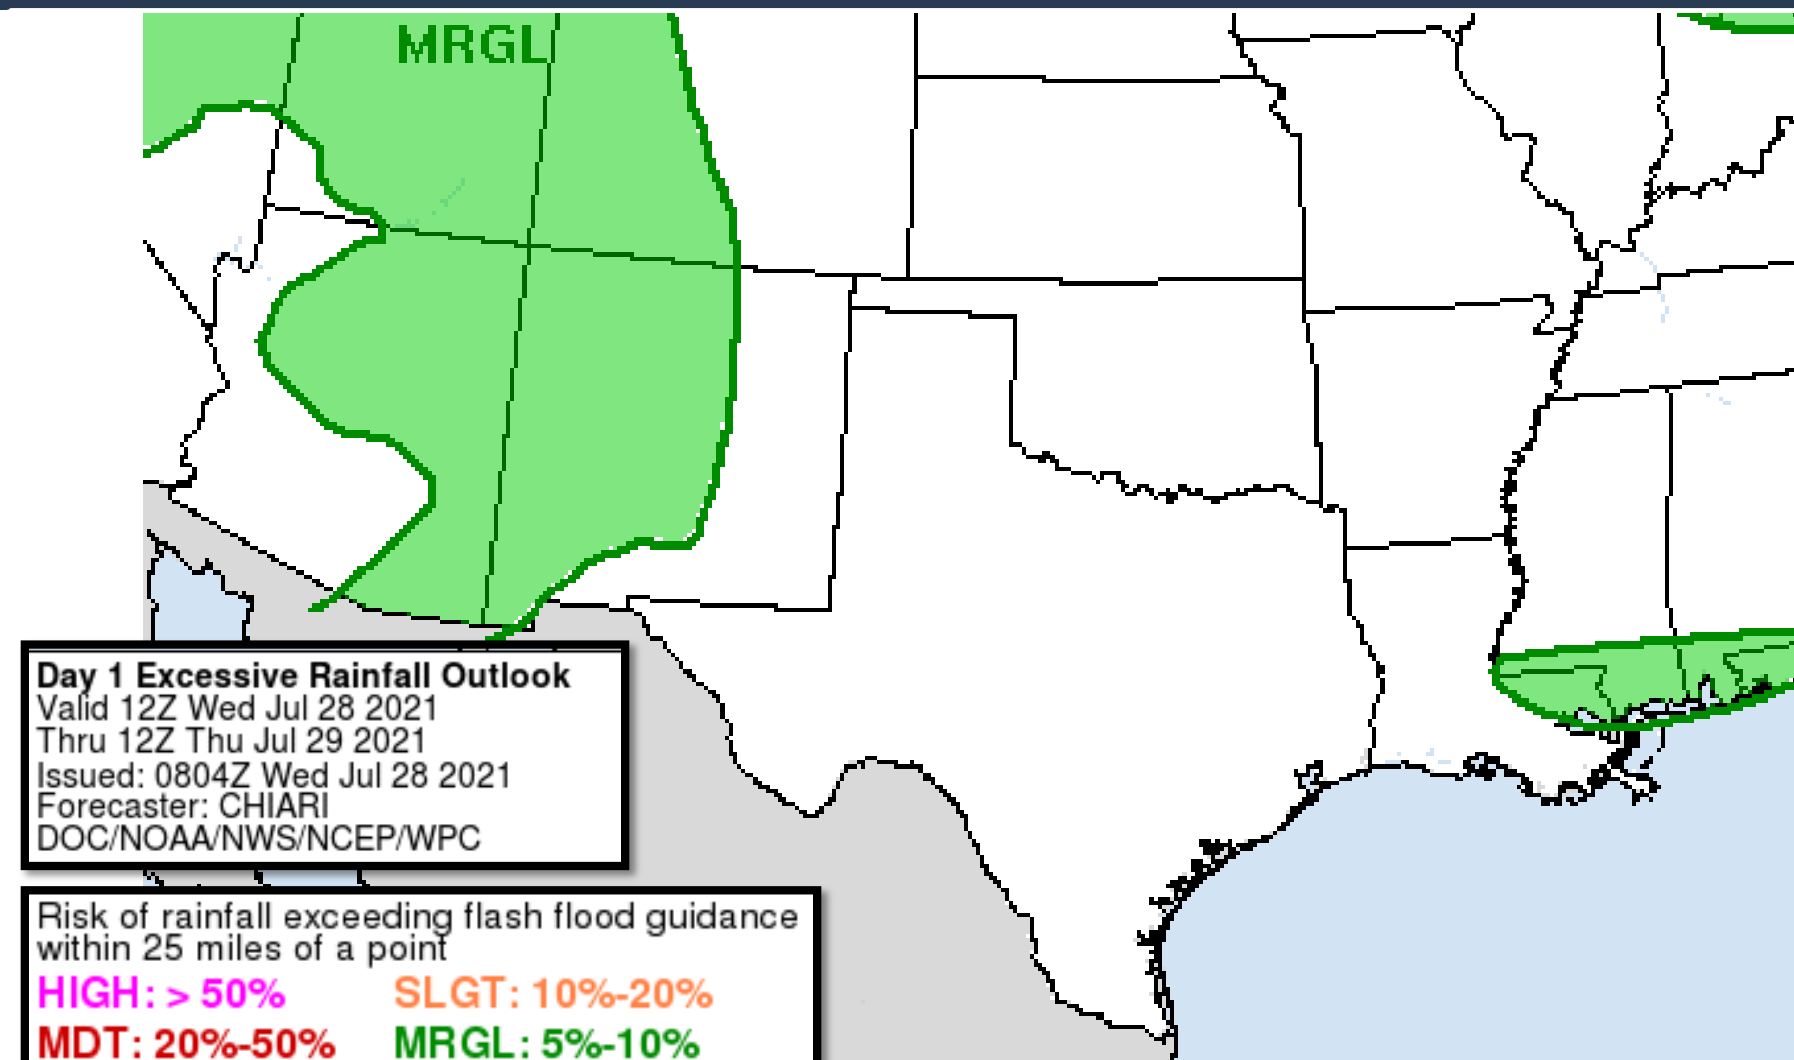 MRGL
Day 1 Excessive Rainfall Outlook
Valid 12Z Wed Jul 28 2021
Thru 12Z Thu Jul 29 2021
Issued: 0804Z Wed Jul 28 2021
Forecaster: CHIARI
DOC/NOAA/NWS/NCEP/WPC
Risk of rainfall exceeding flash flood guidance
within 25 miles of a point
HIGH: > 50% SLGT: 10%-20%
MDT: 20%-50% MRGL: 5%-10%